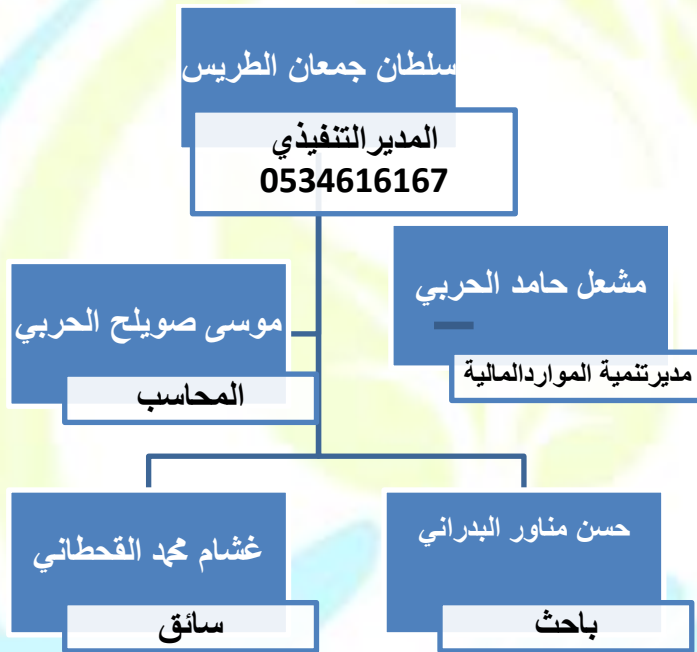 سلطان جمعان الطريس
المديرالتنفيذي
0534616167
مشعل حامد الحربي
مديرتنمية المواردالمالية
موسى صويلح الحربي
المحاسب
حسن مناور البدراني
باحث
غشام محمد القحطاني
سائق